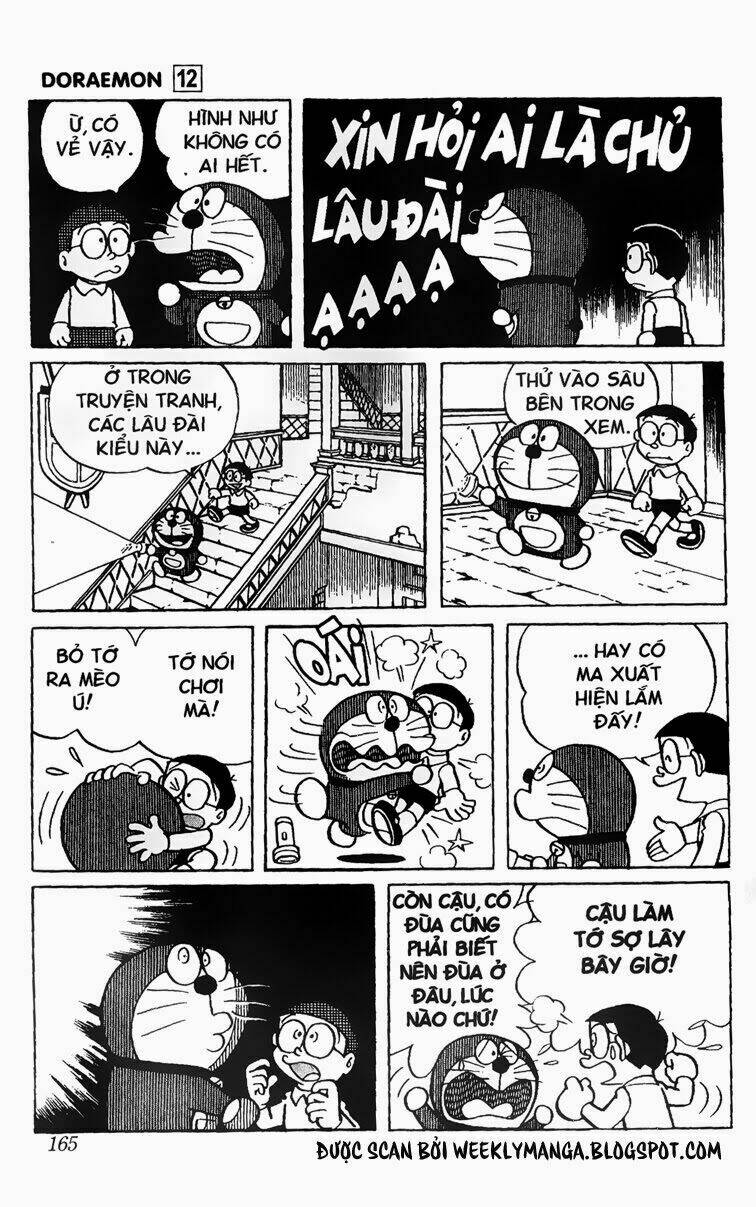 DORAEMON 12
XIN HỎI AI LÀ CHỦ
LÂU ĐÀI
Ạ Ạ Ạ Ạ
HÌNH NHƯ
KHÔNG CÓ
AI HẾT.
Ừ, CÓ
VẺ VẬY.
THỬ VÀO SÂU
BÊN TRONG
XEM.
Ở TRONG
TRUYỆN TRANH,
CÁC LÂU ĐÀI
KIỂU NÀY...
... HAY CÓ
MA XUẤT
HIỆN LẮM
ĐẤY!
OÁI
TỚ NÓI
CHƠI
MÀ!
BỎ TỚ
RA MÈO
Ú!
CẬU LÀM
TỚ SỢ LÂY
BÂY GIỜ!
CÒN CẬU, CÓ
ĐÙA CŨNG
PHẢI BIẾT
NÊN ĐÙA Ở
ĐÂU, LÚC
NÀO CHỨ!
165
ĐƯỢC SCAN BỞI WEEKLYMANGA.BLOGSPOT.COM